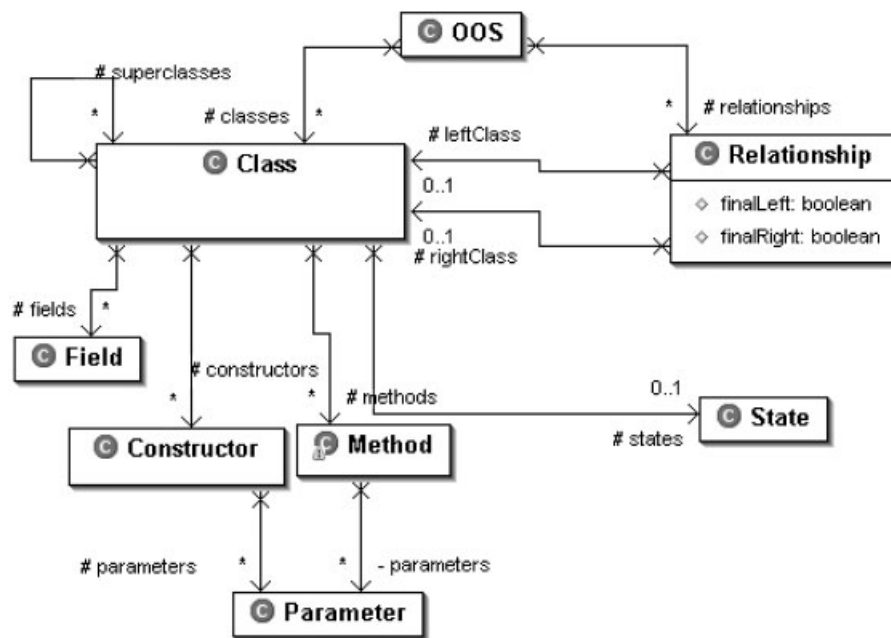 C OOS
# superclasses
*
# classes
*
*
# relationships
# leftClass
C Class
C Relationship
0..1
finalLeft: boolean
0..1
finalRight: boolean
# rightClass
# fields
*
C Field
# constructors
*
*
# methods
0..1
C State
# states
C Constructor
C Method
# parameters
*
*
- parameters
C Parameter